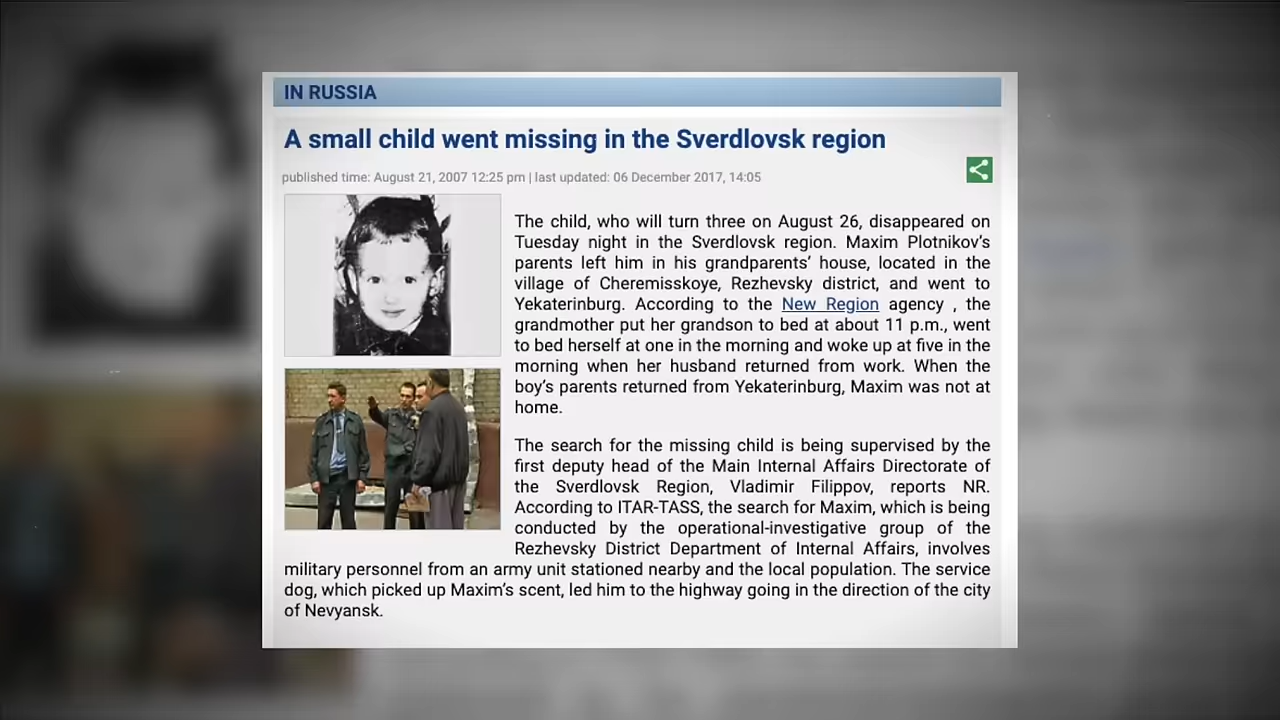 IN RUSSIA
A small child went missing in the Sverdlovsk region
published time: August 21, 2007 12:25 pm | last updated: 06 December 2017, 14:05
The child, who will turn three on August 26, disappeared on
Tuesday night in the Sverdlovsk region. Maxim Plotnikov's
parents left him in his grandparents' house, located in the
village of Cheremisskoye, Rezhevsky district, and went to
Yekaterinburg. According to the New Region agency , the
grandmother put her grandson to bed at about 11 p.m., went
to bed herself at one in the morning and woke up at five in the
morning when her husband returned from work. When the
boy's parents returned from Yekaterinburg, Maxim was not at
home.
The search for the missing child is being supervised by the
first deputy head of the Main Internal Affairs Directorate of
the Sverdlovsk Region, Vladimir Filippov, reports NR.
According to ITAR-TASS, the search for Maxim, which is being
conducted by the operational-investigative group of the
Rezhevsky District Department of Internal Affairs, involves
military personnel from an army unit stationed nearby and the local population. The service
dog, which picked up Maxim's scent, led him to the highway going in the direction of the city
of Nevyansk.